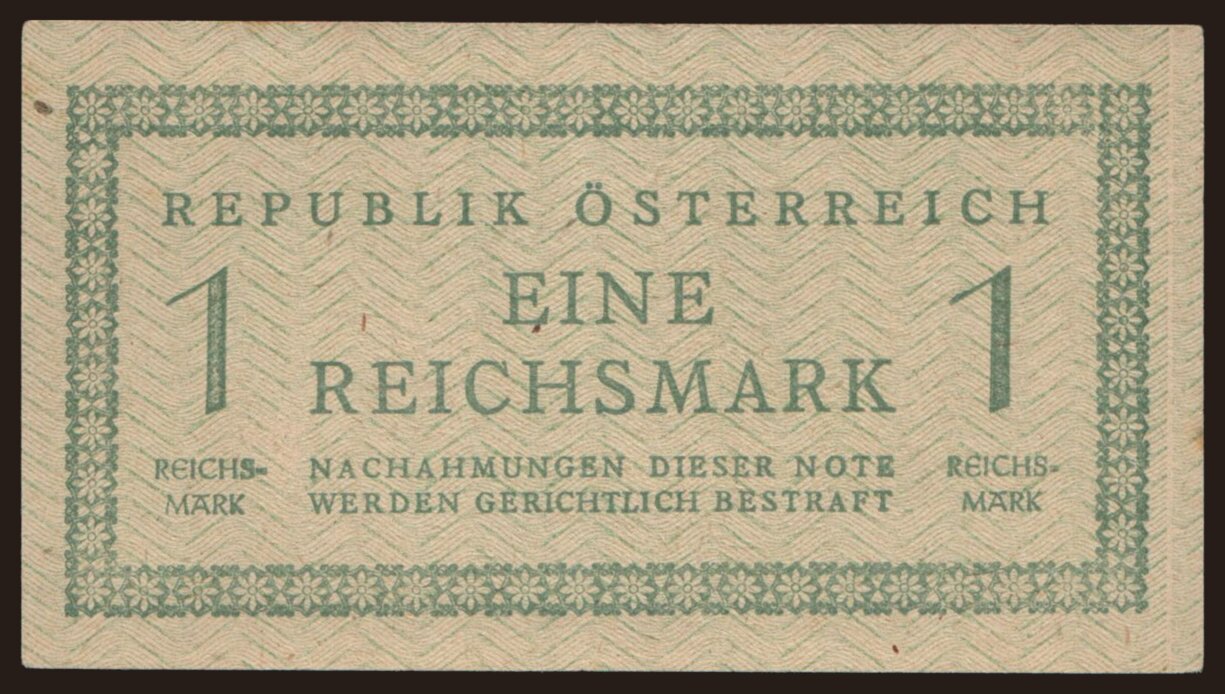 REPUBLIK ÖSTERREICH
1 EINE 1
REICHSMARK
REICHS-
MARK
NACHAHMUNGEN DIESER NOTE
WERDEN GERICHTLICH BESTRAFT
REICHS-
MARK